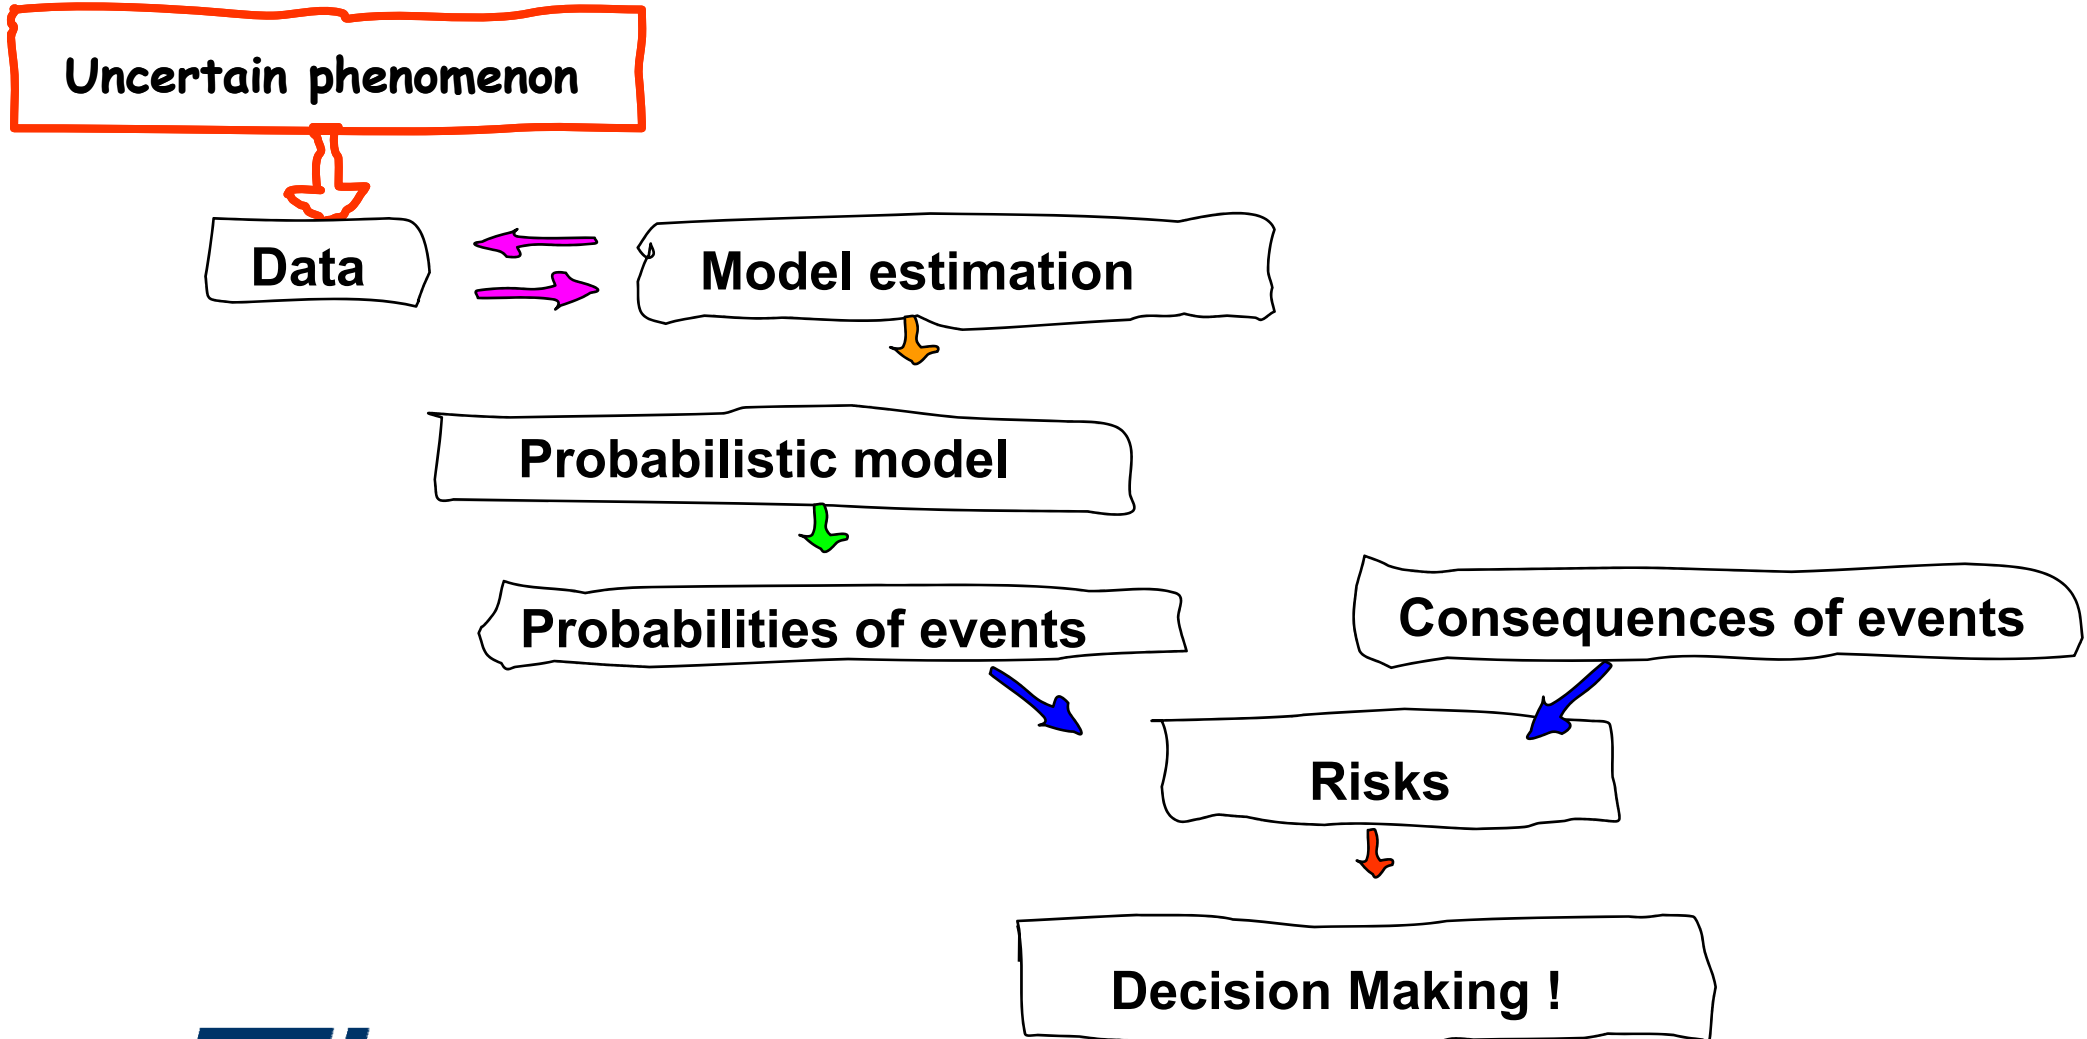 Uncertain phenomenon
Data
Model estimation
Probabilistic model
Probabilities of events
Consequences of events
Risks
Decision Making !